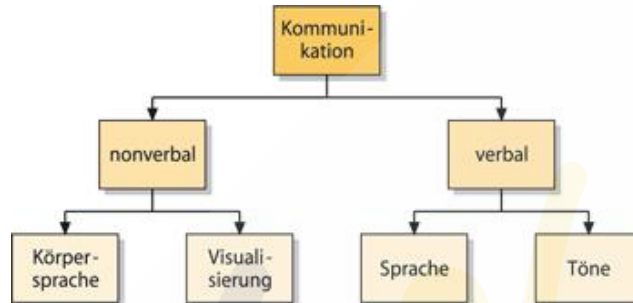 Kommuni-
kation
nonverbal
verbal
Körper-
sprache
Visuali-
sierung
Sprache
Töne